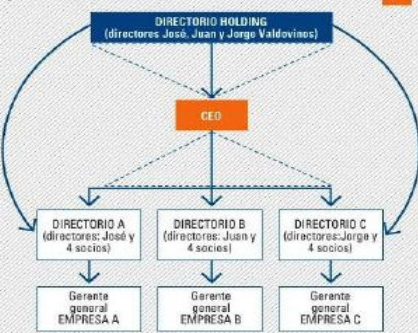 DIRECTORIO HOLDING
(directores José, Juan y Jorge Valdovinos)
CEO
DIRECTORIO A
(directores: José y
4 socios)
DIRECTORIO B
(directores: Juan y
4 socios)
DIRECTORIO C
(directores:Jorge y
4 socios)
Gerente
general
EMPRESA A
Gerente
general
EMPRESA B
Gerente
general
EMPRESA C